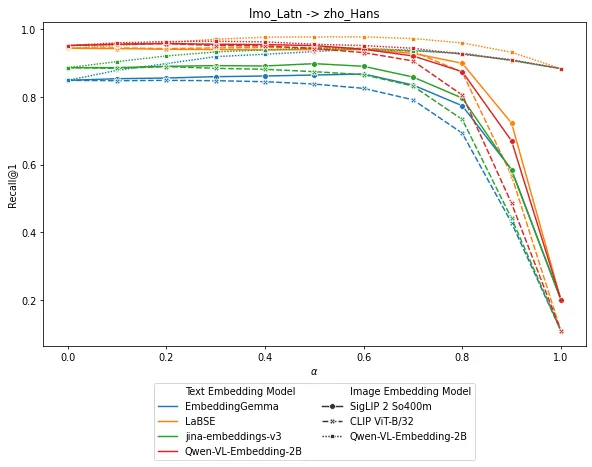 lmo_Latn -> zho_Hans
1.0
0.8
0.6
0.4
0.2
Recall@1
0.0 0.2 0.4 0.6 0.8 1.0
α
Text Embedding Model Image Embedding Model
EmbeddingGemma SigLIP 2 So400m
LaBSE CLIP ViT-B/32
jina-embeddings-v3 Qwen-VL-Embedding-2B
Qwen-VL-Embedding-2B